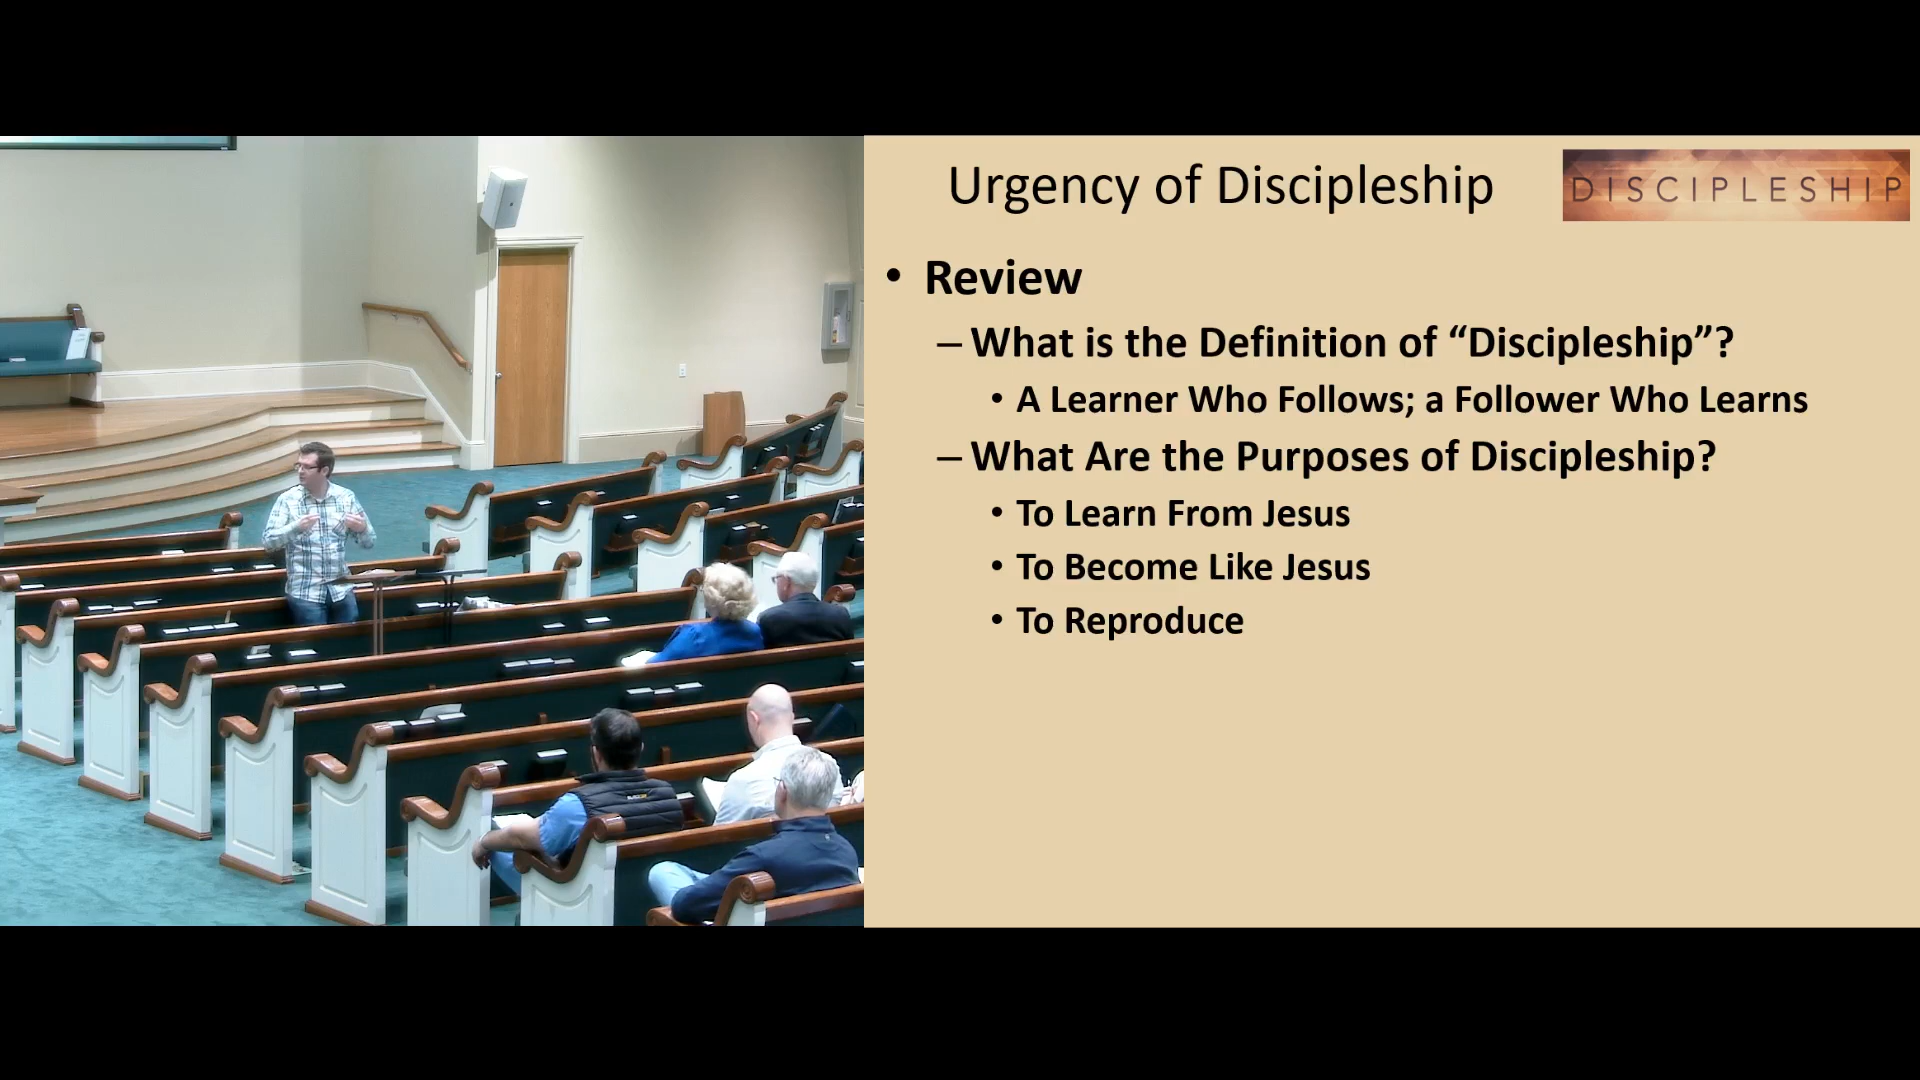 Urgency of Discipleship
DISCIPLESHIP
• Review
– What is the Definition of “Discipleship”?
• A Learner Who Follows; a Follower Who Learns
– What Are the Purposes of Discipleship?
• To Learn From Jesus
• To Become Like Jesus
• To Reproduce